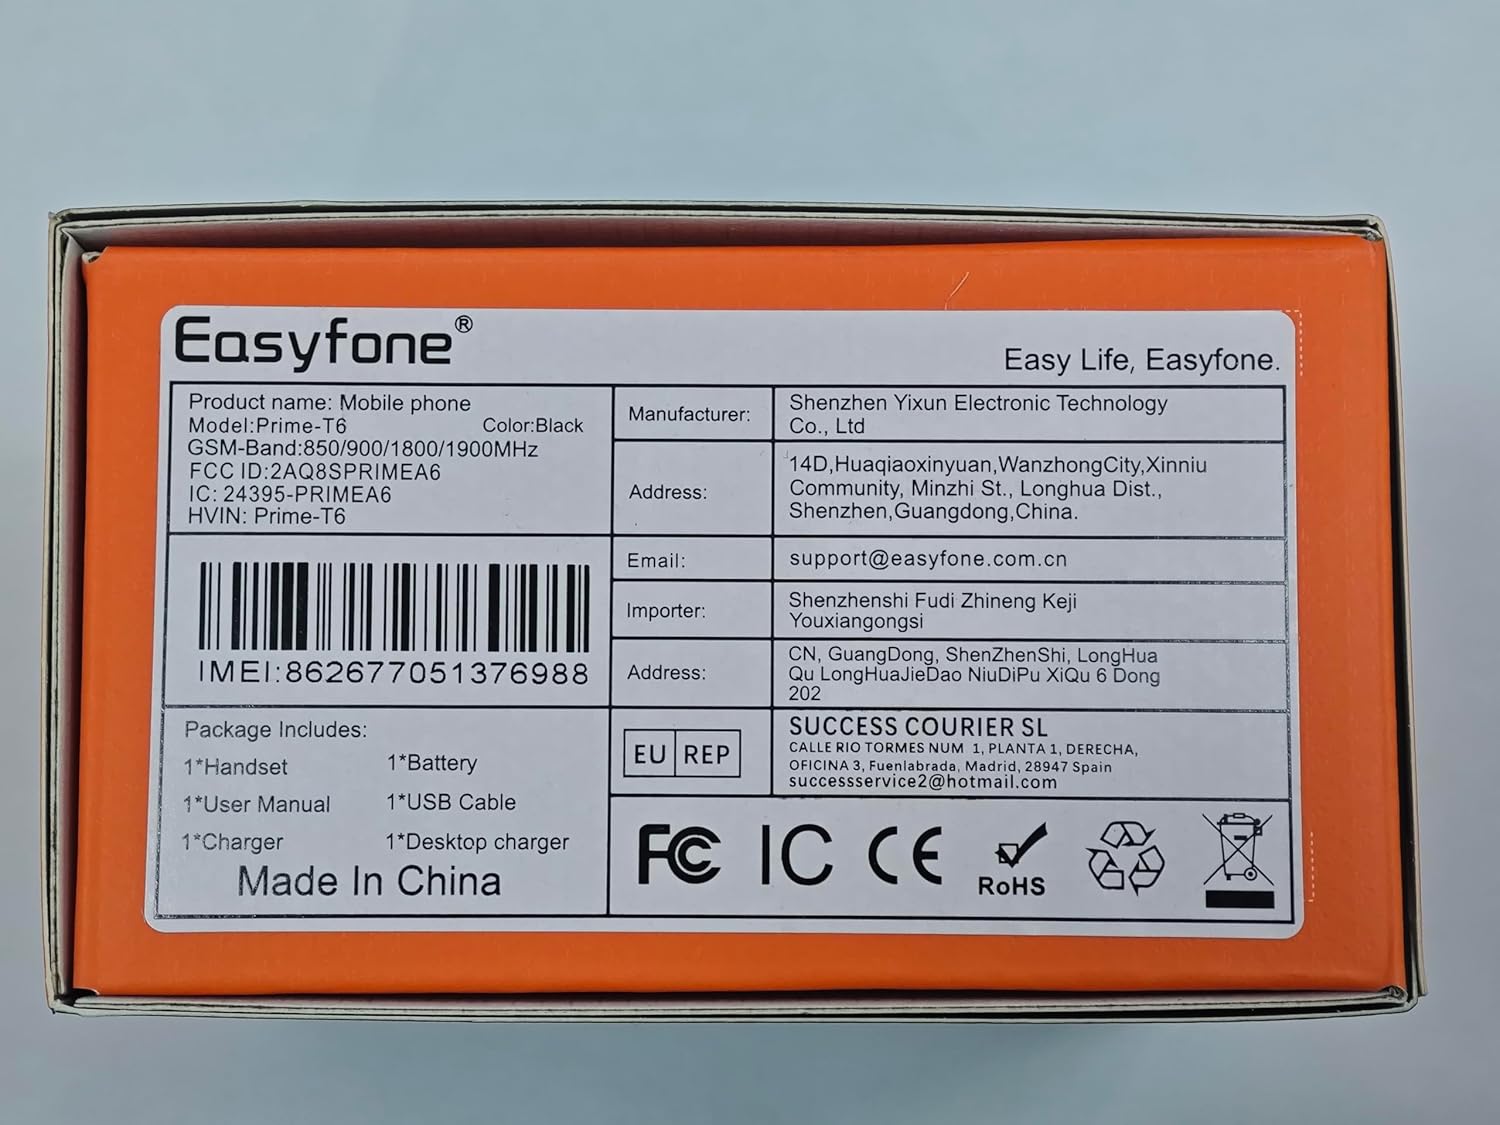 Easyfone®
Easy Life, Easyfone.
Product name: Mobile phone
Model:Prime-T6 Color:Black
GSM-Band:850/900/1800/1900MHz
FCC ID:2AQ8SPRIMEA6
IC: 24395-PRIMEA6
HVIN: Prime-T6
IMEI:862677051376988
Package Includes:
1*Handset 1*Battery
1*User Manual 1*USB Cable
1*Charger 1*Desktop charger
Made In China
Manufacturer:
Shenzhen Yixun Electronic Technology
Co., Ltd
Address:
14D,Huaqiaoxinyuan,WanzhongCity,Xinniu
Community, Minzhi St., Longhua Dist.,
Shenzhen,Guangdong,China.
Email:
support@easyfone.com.cn
Importer:
Shenzhenshi Fudi Zhineng Keji
Youxiangongsi
Address:
CN, GuangDong, ShenZhenShi, LongHua
Qu LongHuaJieDao NiuDiPu XiQu 6 Dong
202
EU REP
SUCCESS COURIER SL
CALLE RIO TORMES NUM 1, PLANTA 1, DERECHA,
OFICINA 3, Fuenlabrada, Madrid, 28947 Spain
successservice2@hotmail.com
FC IC CE
RoHS